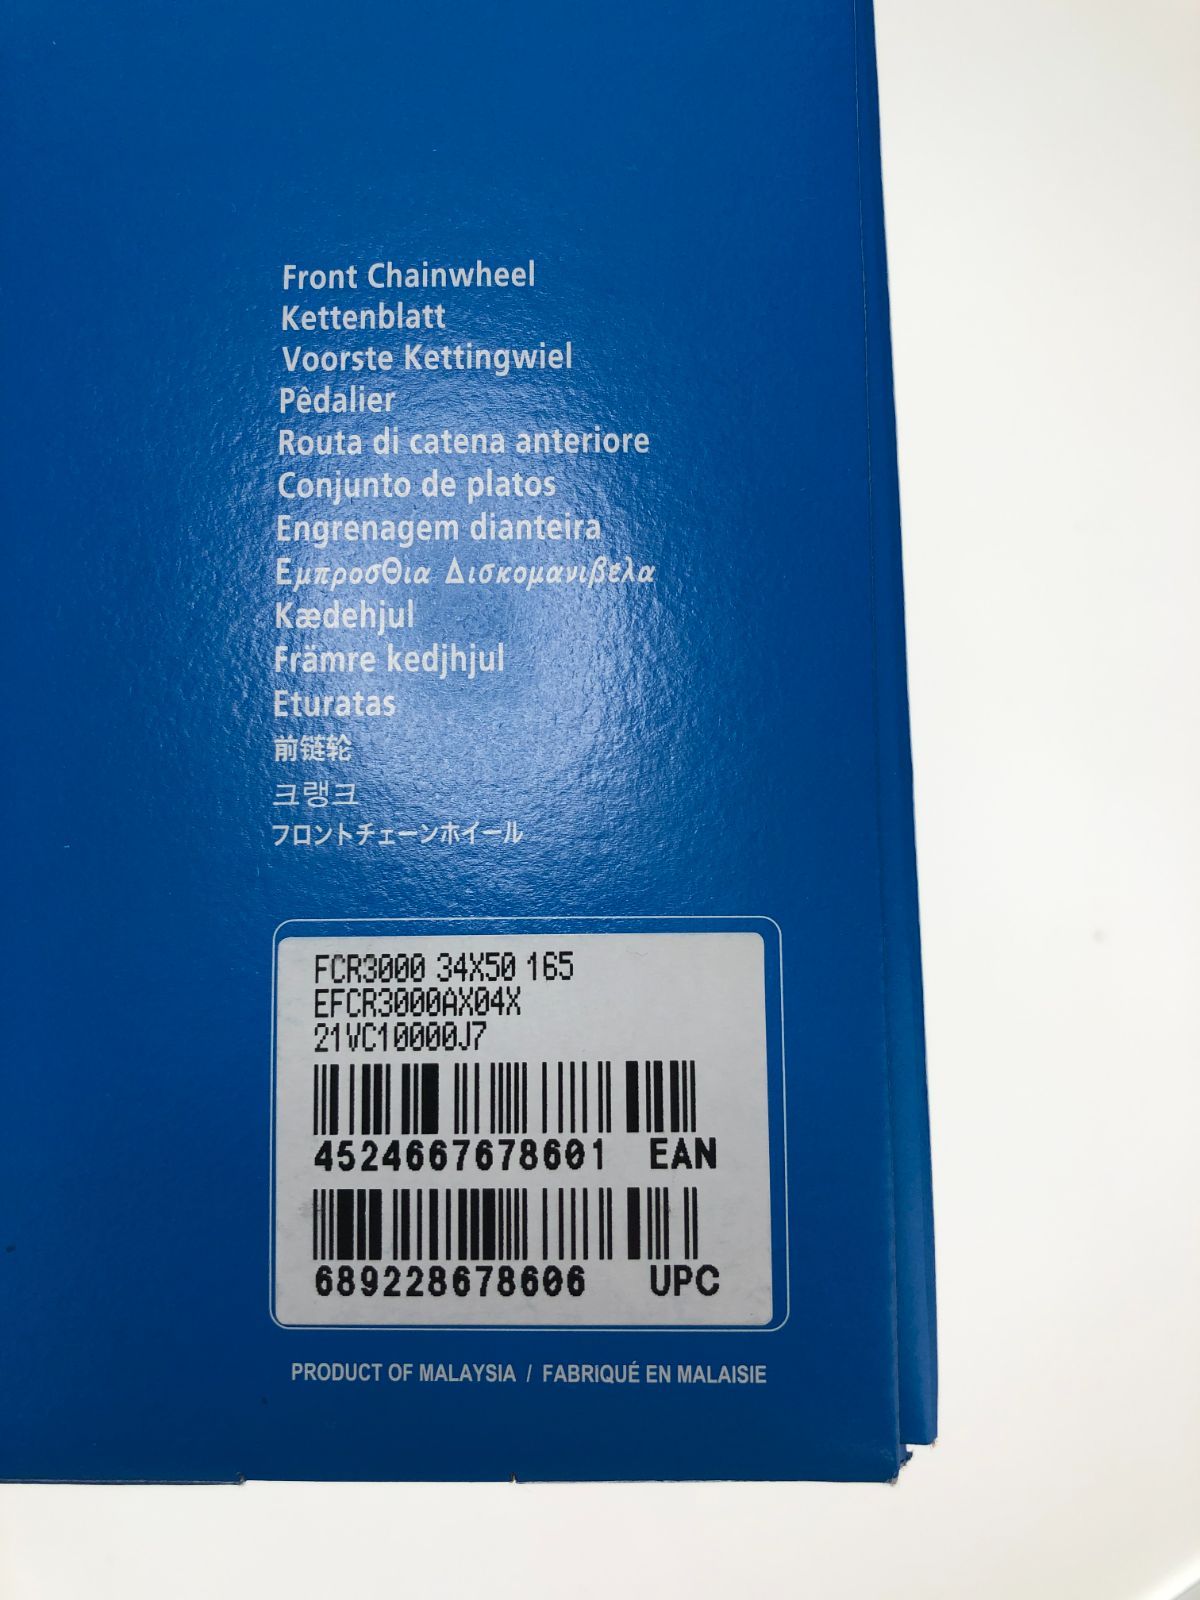 Front Chainwheel
Kettenblatt
Voorste Kettingwiel
Pêdalier
Routa di catena anteriore
Conjunto de platos
Engrenagem dianteira
ΕμπροσΘια Δισκομανιβέλα
Kædehjul
Främre kedjhjul
Eturatas
前链轮
크랭크
フロントチェーンホイール
FCR3000 34X50 165
EFCR3000AX04X
21VC10000J7
4524667678601 EAN
689228678606 UPC
PRODUCT OF MALAYSIA / FABRIQUÉ EN MALAISIE